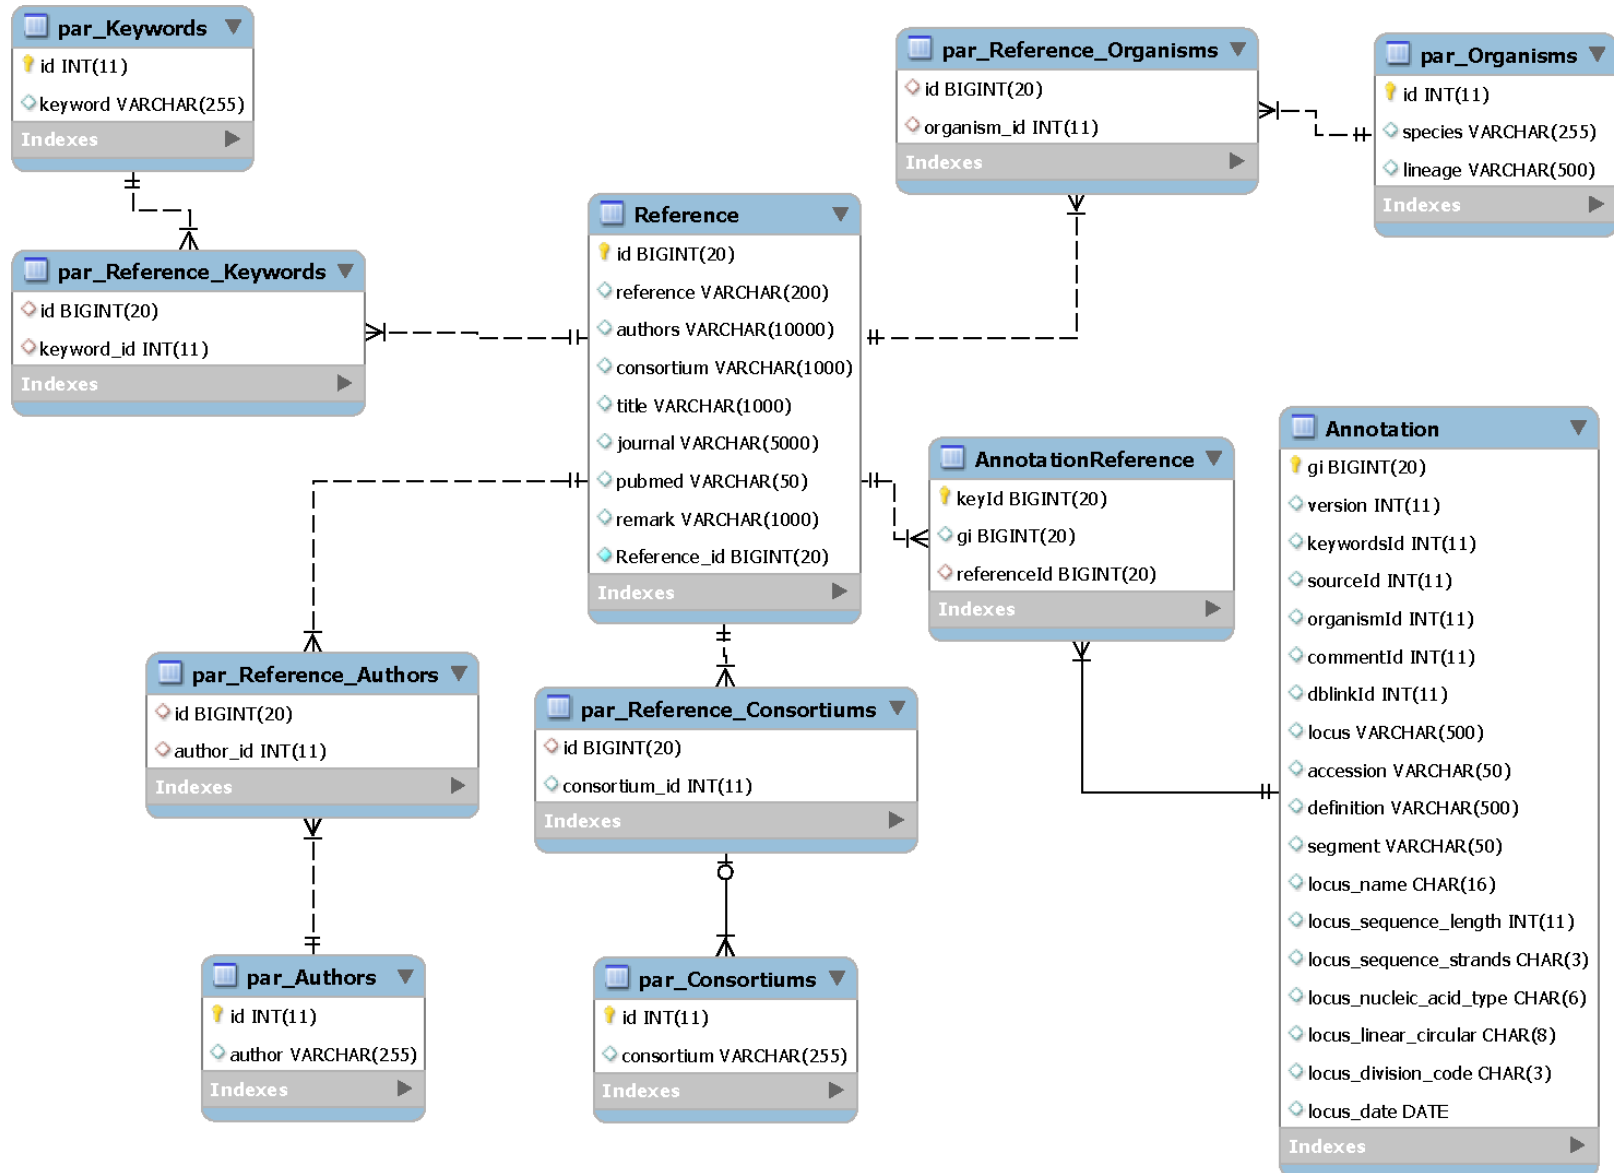 par_Keywords
id INT(11)
keyword VARCHAR(255)
Indexes
par_Reference_Organisms
id BIGINT(20)
organism_id INT(11)
Indexes
par_Organisms
id INT(11)
species VARCHAR(255)
lineage VARCHAR(500)
Indexes
par_Reference_Keywords
id BIGINT(20)
keyword_id INT(11)
Indexes
Reference
id BIGINT(20)
reference VARCHAR(200)
authors VARCHAR(10000)
consortium VARCHAR(1000)
title VARCHAR(1000)
journal VARCHAR(5000)
pubmed VARCHAR(50)
remark VARCHAR(1000)
Reference_id BIGINT(20)
Indexes
AnnotationReference
keyId BIGINT(20)
gi BIGINT(20)
referenceId BIGINT(20)
Indexes
Annotation
gi BIGINT(20)
version INT(11)
keywordsId INT(11)
sourceId INT(11)
organismId INT(11)
commentId INT(11)
dblinkId INT(11)
locus VARCHAR(500)
accession VARCHAR(50)
definition VARCHAR(500)
segment VARCHAR(50)
locus_name CHAR(16)
locus_sequence_length INT(11)
locus_sequence_strands CHAR(3)
locus_nucleic_acid_type CHAR(6)
locus_linear_circular CHAR(8)
locus_division_code CHAR(3)
locus_date DATE
Indexes
par_Reference_Authors
id BIGINT(20)
author_id INT(11)
Indexes
par_Reference_Consortiums
id BIGINT(20)
consortium_id INT(11)
Indexes
par_Authors
id INT(11)
author VARCHAR(255)
Indexes
par_Consortiums
id INT(11)
consortium VARCHAR(255)
Indexes